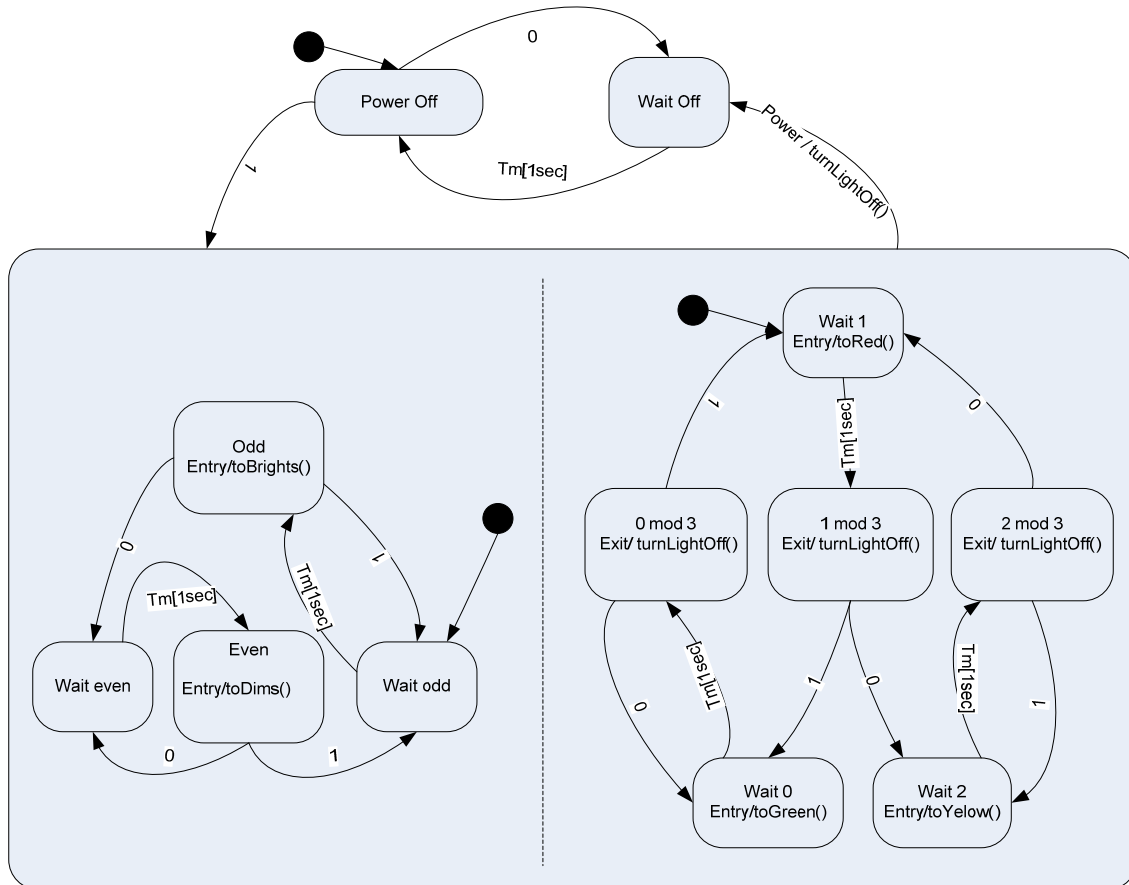 0
Power Off
Wait Off
Power / turnLightOff()
Tm[1sec]
1
Odd
Entry/toBrights()
0
1
Tm[1sec]
Tm[1sec]
Even
Entry/toDims()
Wait even
Wait odd
0
1
Wait 1
Entry/toRed()
1
Tm[1sec]
0
0 mod 3
Exit/ turnLightOff()
1 mod 3
Exit/ turnLightOff()
2 mod 3
Exit/ turnLightOff()
0
Tm[1sec]
1
0
Tm[1sec]
1
Wait 0
Entry/toGreen()
Wait 2
Entry/toYelow()